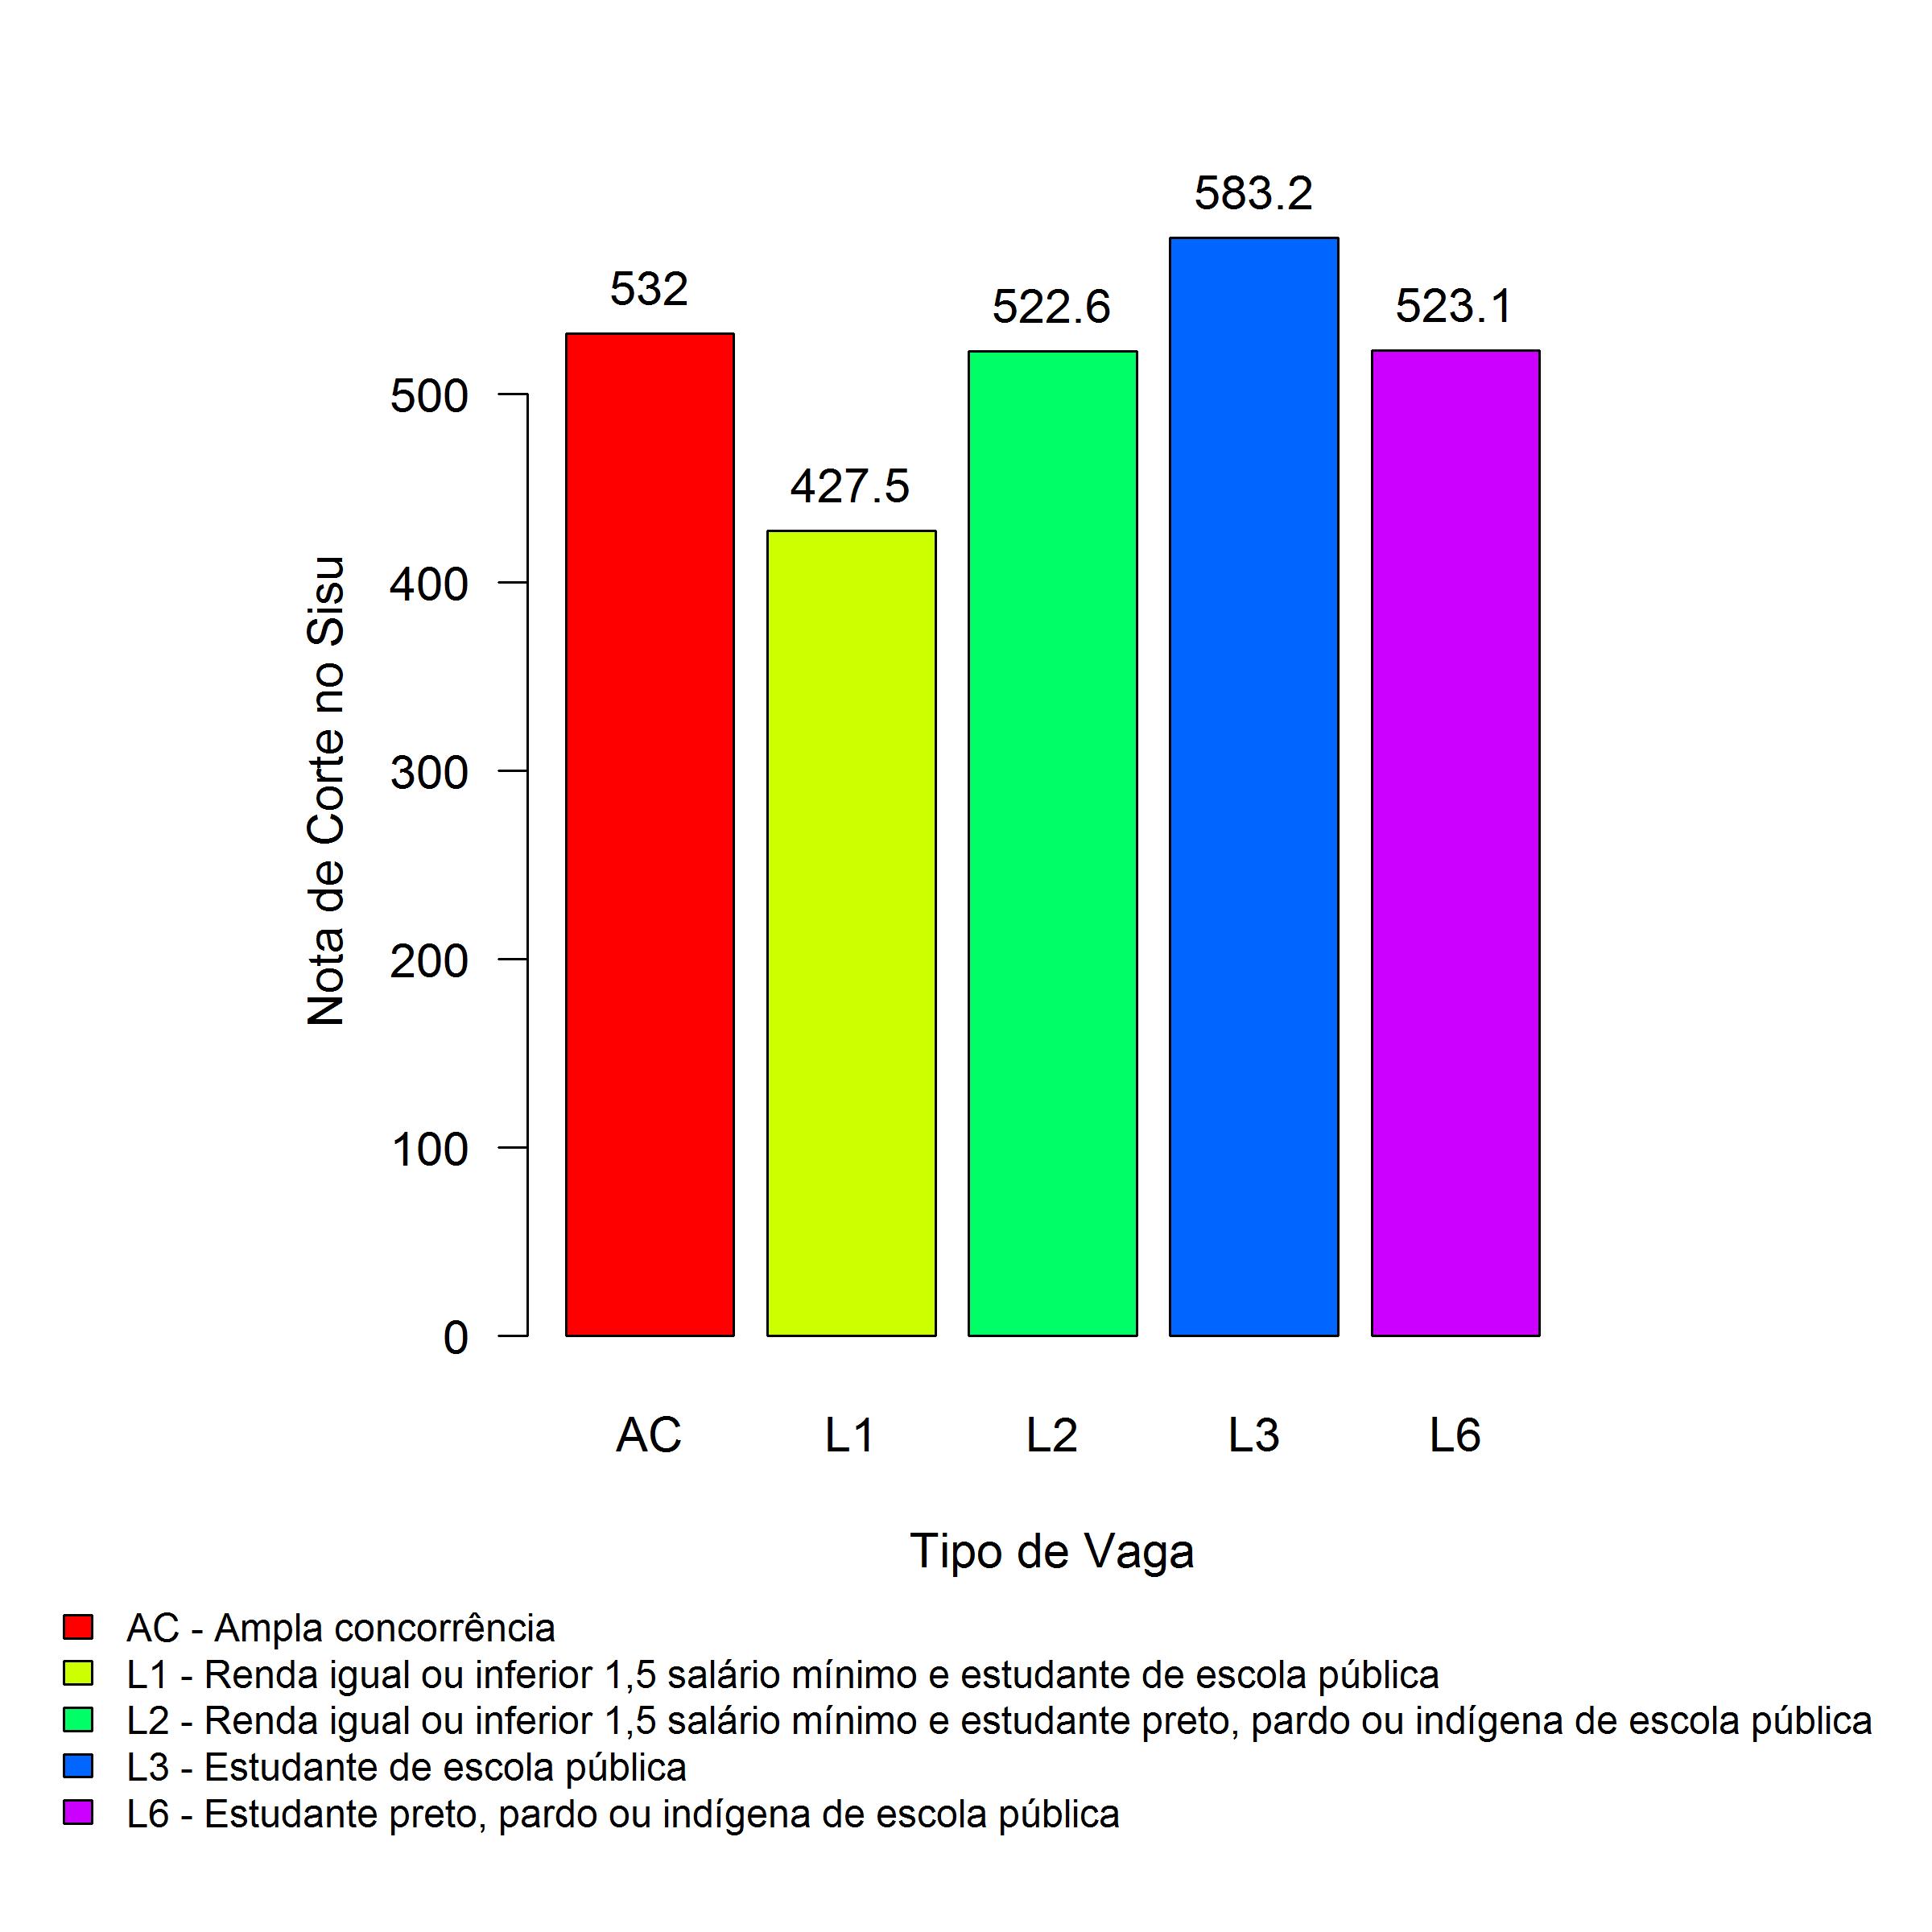 583.2
532
522.6
523.1
500
427.5
400
300
200
100
0
Nota de Corte no Sisu
AC L1 L2 L3 L6
Tipo de Vaga
AC - Ampla concorrência
L1 - Renda igual ou inferior 1,5 salário mínimo e estudante de escola pública
L2 - Renda igual ou inferior 1,5 salário mínimo e estudante preto, pardo ou indígena de escola pública
L3 - Estudante de escola pública
L6 - Estudante preto, pardo ou indígena de escola pública